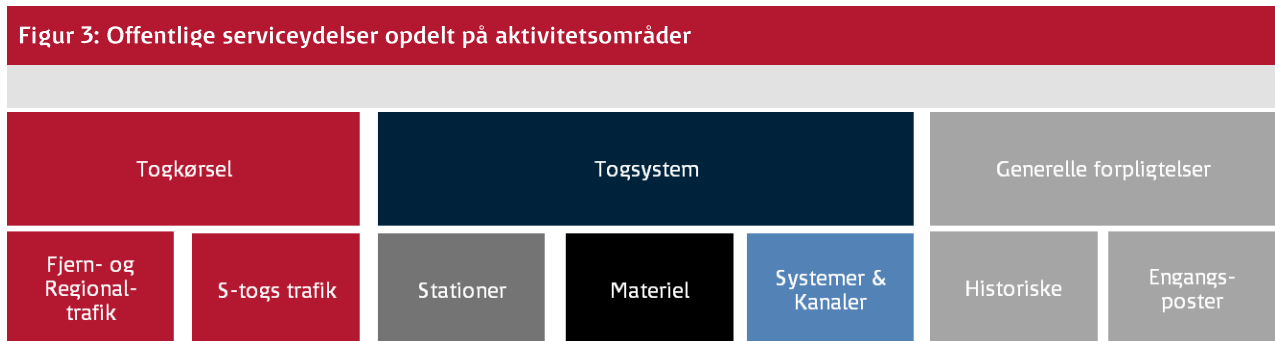 Figur 3: Offentlige serviceydelser opdelt på aktivitetsområder
Togkørsel
Togsystem
Generelle forpligtelser
Fjern- og
Regional-
trafik
S-togs trafik
Stationer
Materiel
Systemer &
Kanaler
Historiske
Engangs-
poster